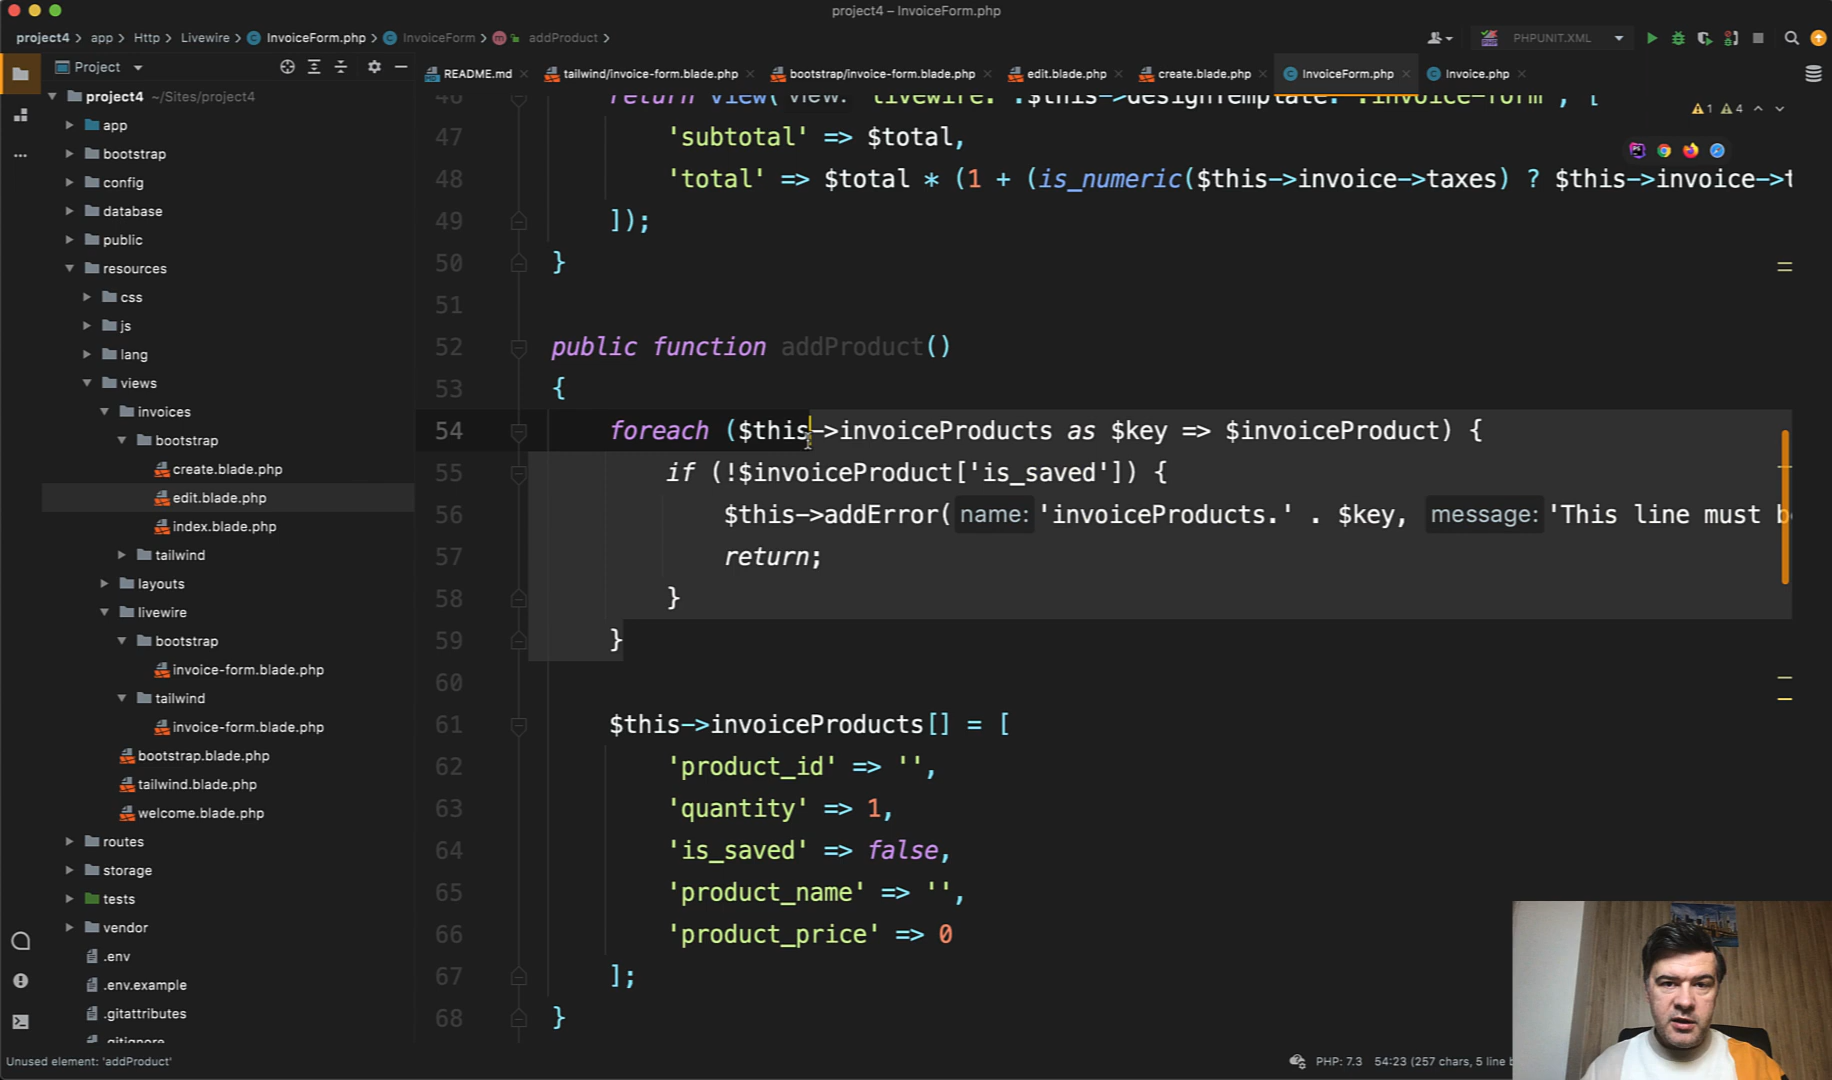 project4 – InvoiceForm.php
project4 > app > Http > Livewire > InvoiceForm.php > InvoiceForm > m addProduct >
PHPUNIT.XML
Project
README.md
tailwind/invoice-form.blade.php
bootstrap/invoice-form.blade.php
edit.blade.php
create.blade.php
InvoiceForm.php
Invoice.php
project4 ~/Sites/project4
app
bootstrap
config
database
public
resources
css
js
lang
views
invoices
bootstrap
create.blade.php
edit.blade.php
index.blade.php
tailwind
layouts
livewire
bootstrap
invoice-form.blade.php
tailwind
invoice-form.blade.php
bootstrap.blade.php
tailwind.blade.php
welcome.blade.php
routes
storage
tests
vendor
.env
.env.example
.gitattributes
.gitignore
1 4
46 return view( view: 'livewire.'.$this->designTemplate.'.invoice-form', [
47 'subtotal' => $total,
48 'total' => $total * (1 + (is_numeric($this->invoice->taxes) ? $this->invoice->t
49 ]);
50 }
51
52 public function addProduct()
53 {
54 foreach ($this->invoiceProducts as $key => $invoiceProduct) {
55 if (!$invoiceProduct['is_saved']) {
56 $this->addError( name: 'invoiceProducts.' . $key, message: 'This line must b
57 return;
58 }
59 }
60
61 $this->invoiceProducts[] = [
62 'product_id' => '',
63 'quantity' => 1,
64 'is_saved' => false,
65 'product_name' => '',
66 'product_price' => 0
67 ];
68 }
Unused element: 'addProduct'
PHP: 7.3 54:23 (257 chars, 5 line b